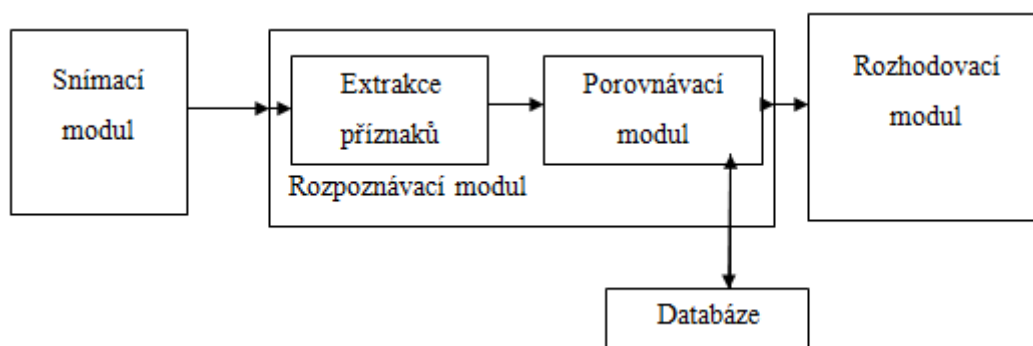 Snímací
modul
Extrakce
příznaků
Porovnávací
modul
Rozpoznávací modul
Rozhodovací
modul
Databáze